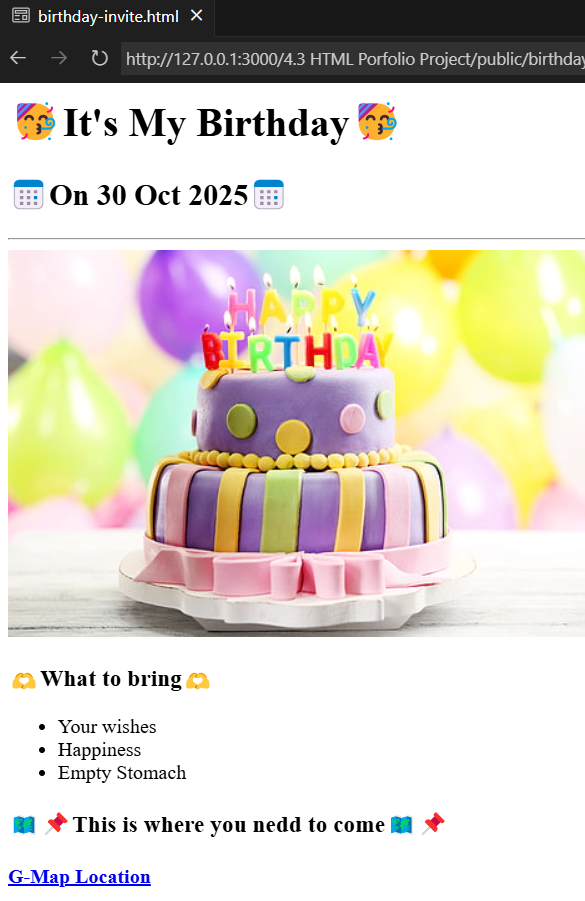 birthday-invite.html
http://127.0.0.1:3000/4.3 HTML Porfolio Project/public/birthday
🥳It's My Birthday🥳
📅On 30 Oct 2025📅
HAPPY
BIRTHDAY
🫶What to bring🫶
• Your wishes
• Happiness
• Empty Stomach
🗺️ 📌This is where you nedd to come🗺️ 📌
G-Map Location